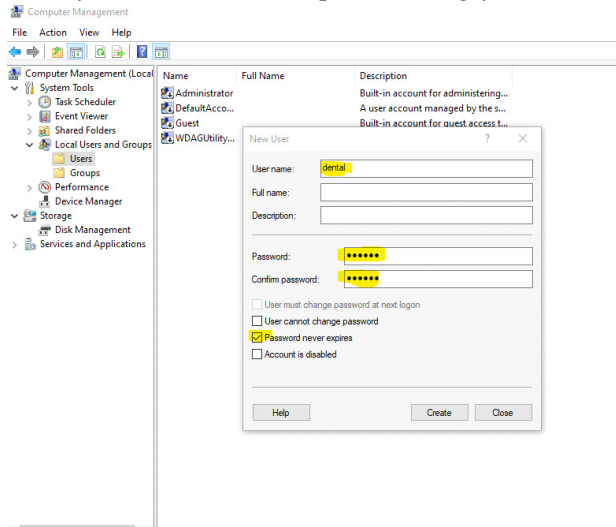 Computer Management
File Action View Help
Computer Management (Local
System Tools
Task Scheduler
Event Viewer
Shared Folders
Local Users and Groups
Users
Groups
Performance
Device Manager
Storage
Disk Management
Services and Applications
Name Full Name Description
Administrator Built-in account for administering...
DefaultAcco... A user account managed by the s...
Guest Built-in account for guest access t...
WDAGUtility...
New User ? ×
User name: dental
Full name:
Description:
Password: ••••••
Confirm password: ••••••
User must change password at next logon
User cannot change password
Password never expires
Account is disabled
Help Create Close